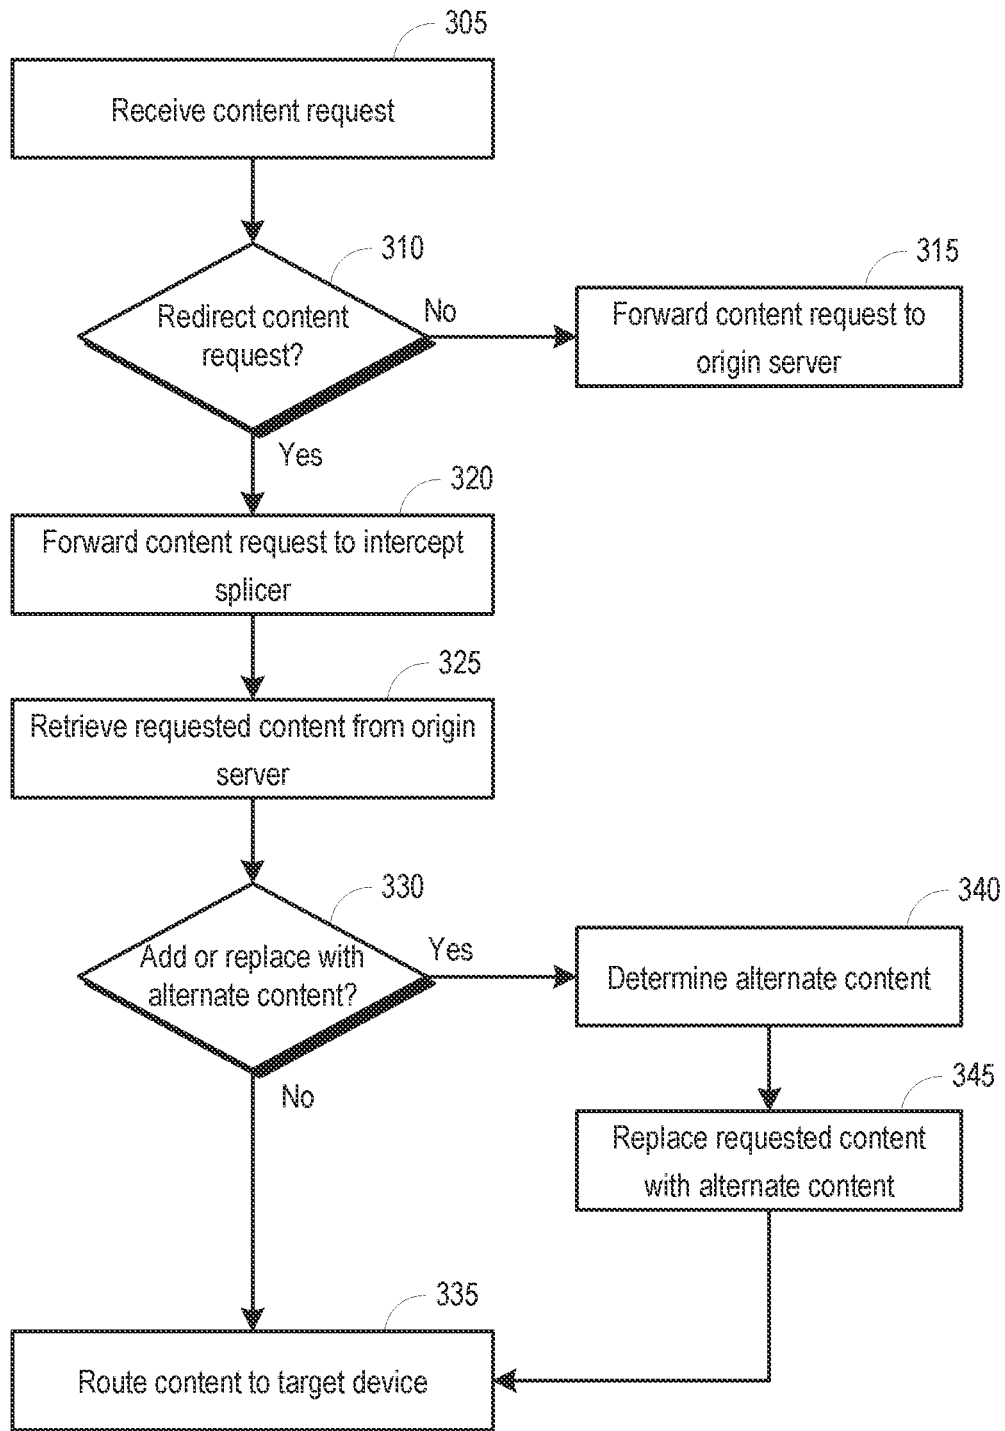 305
Receive content request
310
Redirect content
request?
No
315
Forward content request to
origin server
Yes
320
Forward content request to intercept
splicer
325
Retrieve requested content from origin
server
330
Add or replace with
alternate content?
Yes
340
Determine alternate content
No
345
Replace requested content
with alternate content
335
Route content to target device